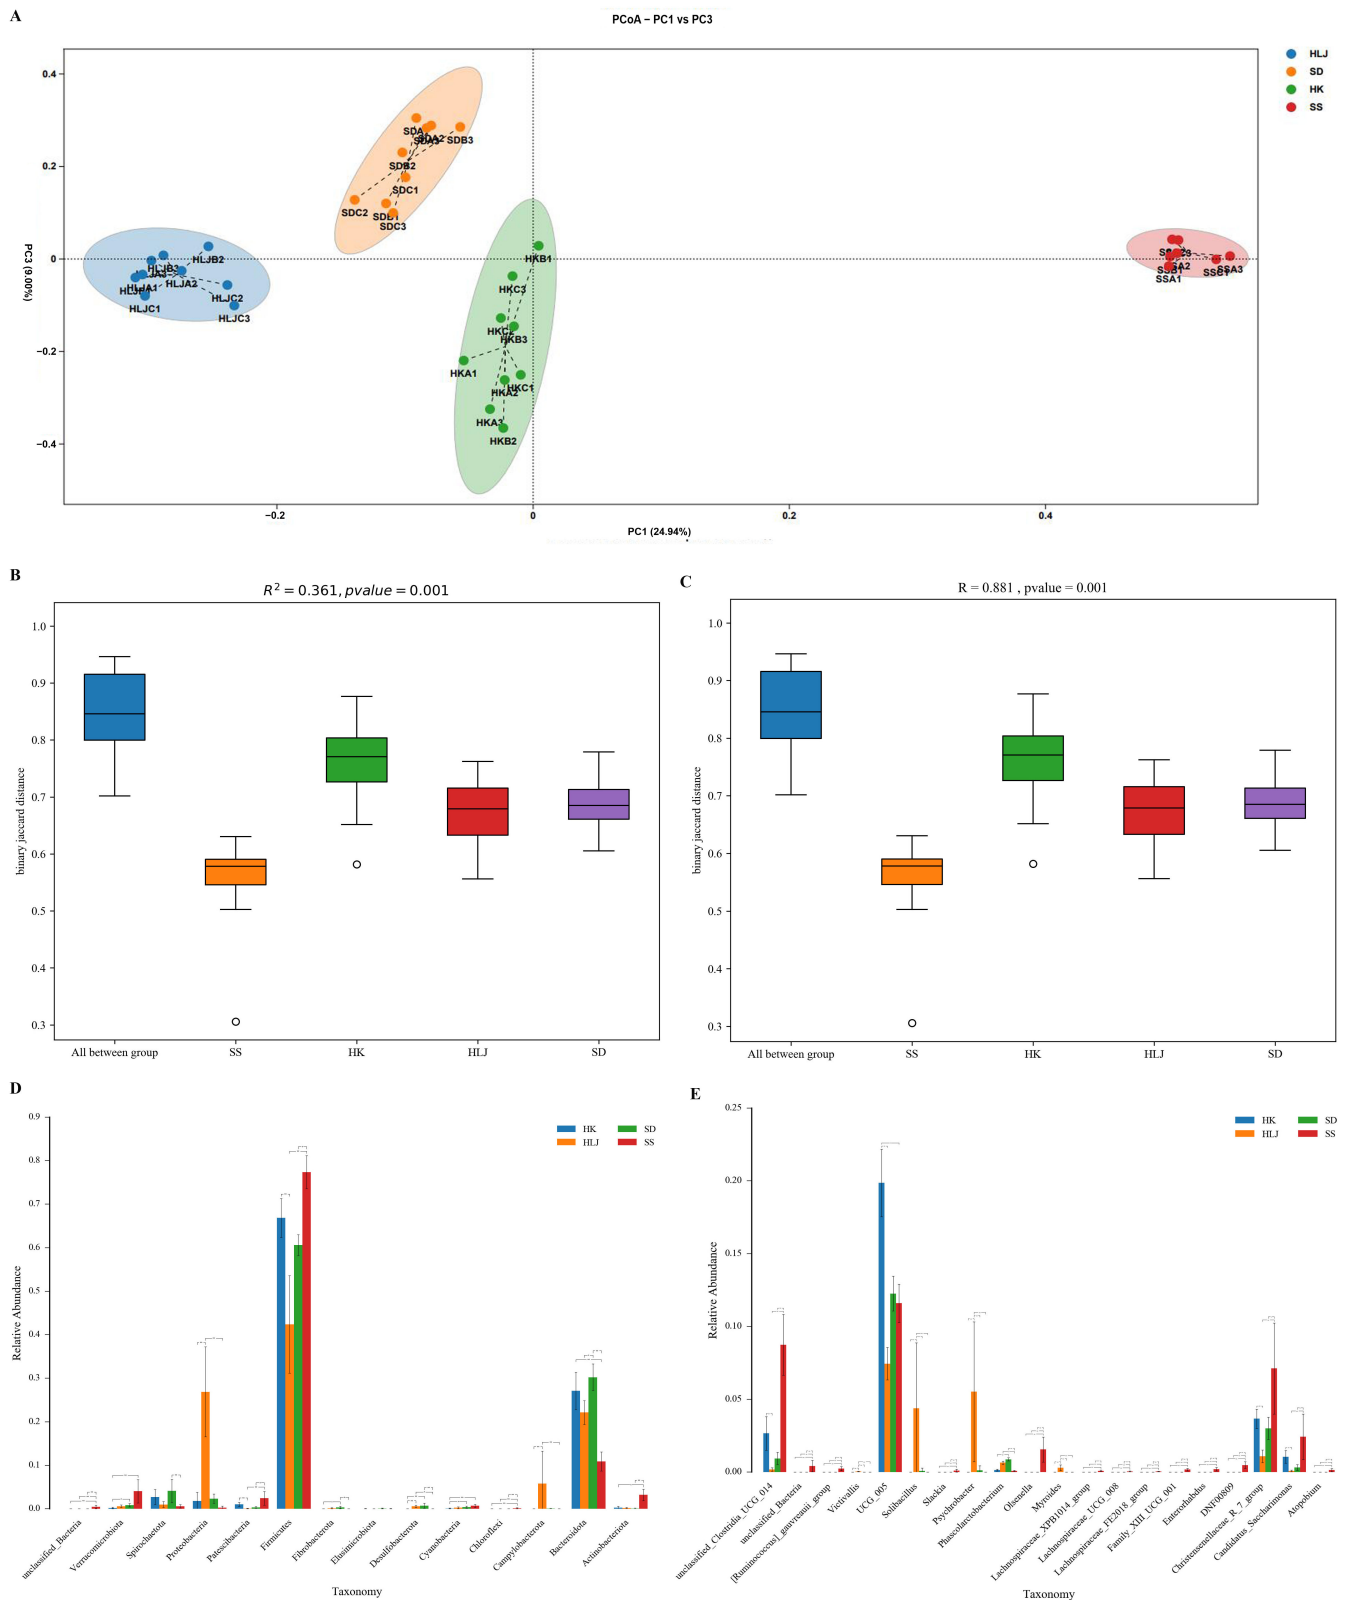 A
PCoA − PC1 vs PC3
HLJ
SD
HK
SS
0.4
0.2
0
−0.2
−0.4
PC3 (9.00%)
SDA2
SDB3
SDB2
SDC1
SDC2
SDB1
SDC3
HLJB2
HLJA2
HLJA1
HLJC2
HLJC1
HLJC3
HKB1
HKC3
HKC2
HKB3
HKA1
HKC1
HKA2
HKA3
HKB2
SSA2
SSB1
SSC1
SSA3
SSA1
−0.2
0
0.2
0.4
PC1 (24.94%)
B
R² = 0.361, pvalue = 0.001
binary jaccard distance
1.0
0.9
0.8
0.7
0.6
0.5
0.4
0.3
All between group
SS
HK
HLJ
SD
C
R = 0.881 , pvalue = 0.001
binary jaccard distance
1.0
0.9
0.8
0.7
0.6
0.5
0.4
0.3
All between group
SS
HK
HLJ
SD
D
HK
HLJ
SD
SS
Relative Abundance
0.9
0.8
0.7
0.6
0.5
0.4
0.3
0.2
0.1
0.0
unclassified_Bacteria
Verrucomicrobiota
Spirochaetota
Proteobacteria
Patescibacteria
Firmicutes
Fibrobacterota
Elusimicrobiota
Desulfobacterota
Cyanobacteria
Chloroflexi
Campylobacterota
Bacteroidota
Actinobacteriota
Taxonomy
E
HK
HLJ
SD
SS
Relative Abundance
0.25
0.20
0.15
0.10
0.05
0.00
unclassified_Clostridia_UCG_014
unclassified_Bacteria
[Ruminococcus]_gauvreauii_group
Victivallis
UCG_005
Solibacillus
Slackia
Psychrobacter
Phascolarctobacterium
Olsenella
Myroides
Lachnospiraceae_XPB1014_group
Lachnospiraceae_UCG_008
Lachnospiraceae_FE2018_group
Family_XIII_UCG_001
Enterorhabdus
DNF00809
Christensenellaceae_R_7_group
Candidatus_Saccharimonas
Atopobium
Taxonomy